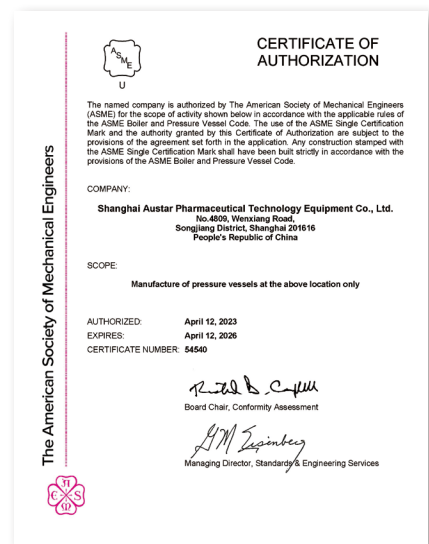 The American Society of Mechanical Engineers
ASME
U
CERTIFICATE OF
AUTHORIZATION
The named company is authorized by The American Society of Mechanical Engineers
(ASME) for the scope of activity shown below in accordance with the applicable rules of
the ASME Boiler and Pressure Vessel Code. The use of the ASME Single Certification
Mark and the authority granted by this Certificate of Authorization are subject to the
provisions of the agreement set forth in the application. Any construction stamped with
the ASME Single Certification Mark shall have been built strictly in accordance with the
provisions of the ASME Boiler and Pressure Vessel Code.
COMPANY:
Shanghai Austar Pharmaceutical Technology Equipment Co., Ltd.
No.4809, Wenxiang Road,
Songjiang District, Shanghai 201616
People's Republic of China
SCOPE:
Manufacture of pressure vessels at the above location only
AUTHORIZED: April 12, 2023
EXPIRES: April 12, 2026
CERTIFICATE NUMBER: 54540
Board Chair, Conformity Assessment
GM Eisenberg
Managing Director, Standards & Engineering Services